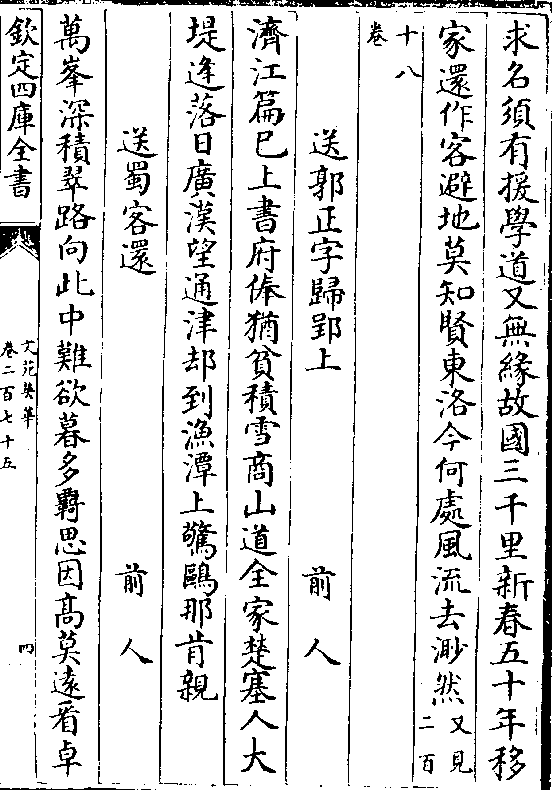 求名須有援學道又無緣故國三千里新春五十年移
家還作客避地莫知賢東洛今何處風流去渺然又見二百
十八
卷
送郭正字歸郢上　前人
濟江篇巳上書府俸猶貧積雪商山道全家楚塞人大
堤逢落日廣漢望通津却到漁潭上驚鷗那肯親
送蜀客還　前人
萬峯深積翠路向此中難欲暮多羇思因高莫遠看卓
欽定四庫全書
文苑英華
卷二百七十五
四